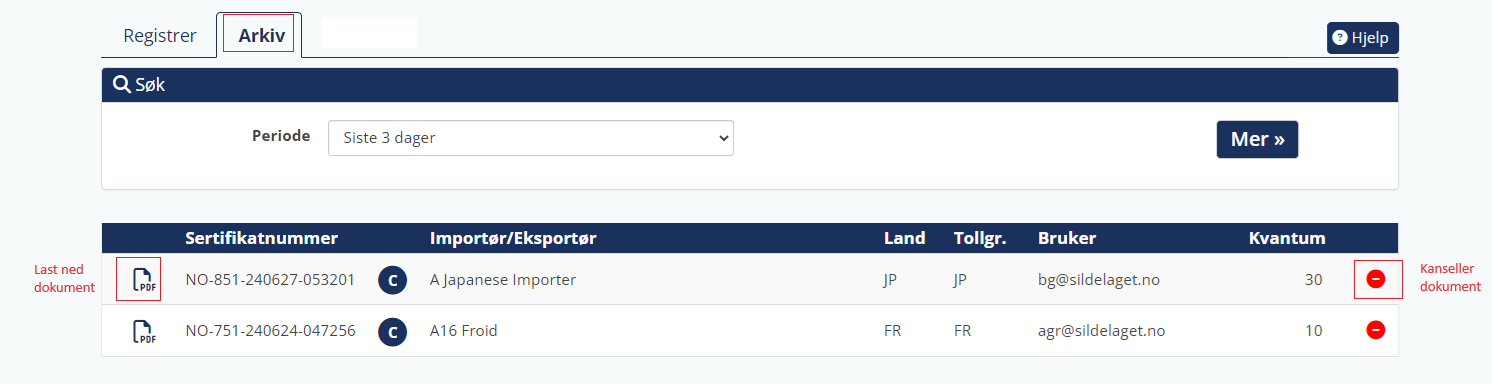 Registrer Arkiv Hjelp
Søk
Periode Siste 3 dager Mer »
Sertifikatnummer Importør/Eksportør Land Tollgr. Bruker Kvantum
Last ned
dokument
PDF NO-851-240627-053201 C A Japanese Importer JP JP bg@sildelaget.no 30
Kanseller
dokument
PDF NO-751-240624-047256 C A16 Froid FR FR agr@sildelaget.no 10